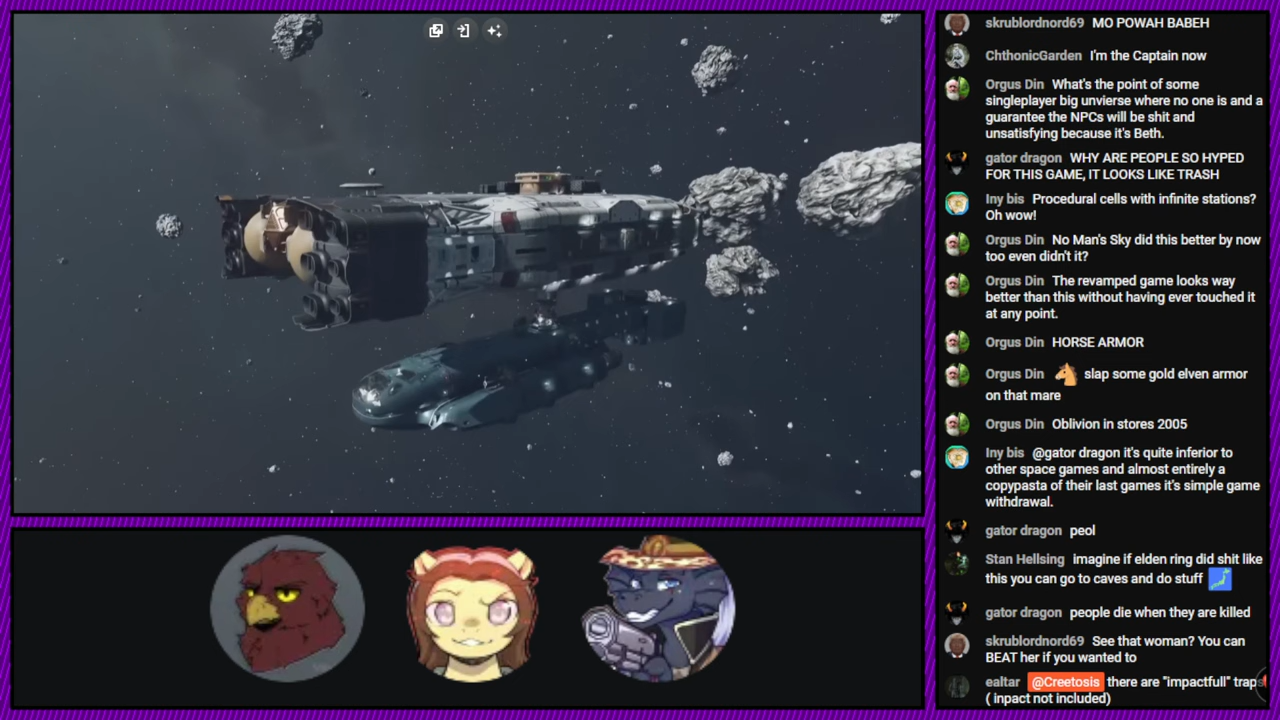 skrublordnord69 MO POWAH BABEH
ChthonicGarden I'm the Captain now
Orgus Din What's the point of some
singleplayer big unvierse where no one is and a
guarantee the NPCs will be shit and
unsatisfying because it's Beth.
gator dragon WHY ARE PEOPLE SO HYPED
FOR THIS GAME, IT LOOKS LIKE TRASH
Iny bis Procedural cells with infinite stations?
Oh wow!
Orgus Din No Man's Sky did this better by now
too even didn't it?
Orgus Din The revamped game looks way
better than this without having ever touched it
at any point.
Orgus Din HORSE ARMOR
Orgus Din slap some gold elven armor
on that mare
Orgus Din Oblivion in stores 2005
Iny bis @gator dragon it's quite inferior to
other space games and almost entirely a
copypasta of their last games it's simple game
withdrawal.
gator dragon peol
Stan Hellsing imagine if elden ring did shit like
this you can go to caves and do stuff
gator dragon people die when they are killed
skrublordnord69 See that woman? You can
BEAT her if you wanted to
ealtar @Creetosis there are "impactfull" traps
( inpact not included)